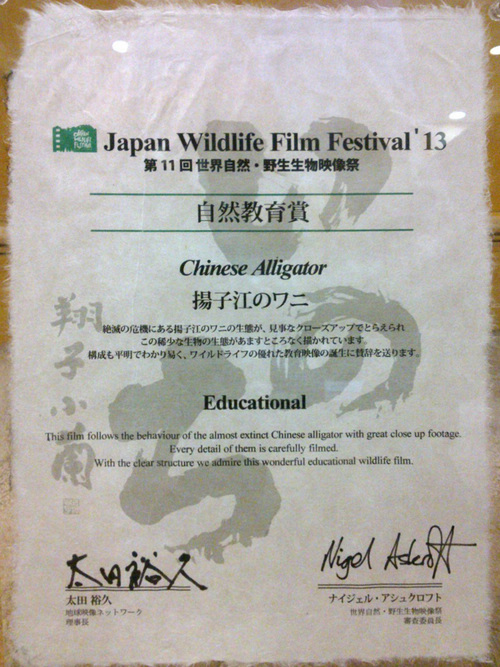 Japan Wildlife Film Festival '13
第11回 世界自然・野生生物映像祭
自然教育賞
Chinese Alligator
揚子江のワニ
絶滅の危機にある揚子江のワニの生態が、見事なクローズアップでとらえられ
この稀少な生物の生態があますところなく描かれています。
構成も平明でわかり易く、ワイルドライフの優れた教育映像の誕生に賛辞を送ります。
Educational
This film follows the behaviour of the almost extinct Chinese alligator with great close up footage.
Every detail of them is carefully filmed.
With the clear structure we admire this wonderful educational wildlife film.
翔子小蘭
太田裕久
太田 裕久
地球映像ネットワーク
理事長
Nigel Ashcroft
ナイジェル・アシュクロフト
世界自然・野生生物映像祭
審査委員長